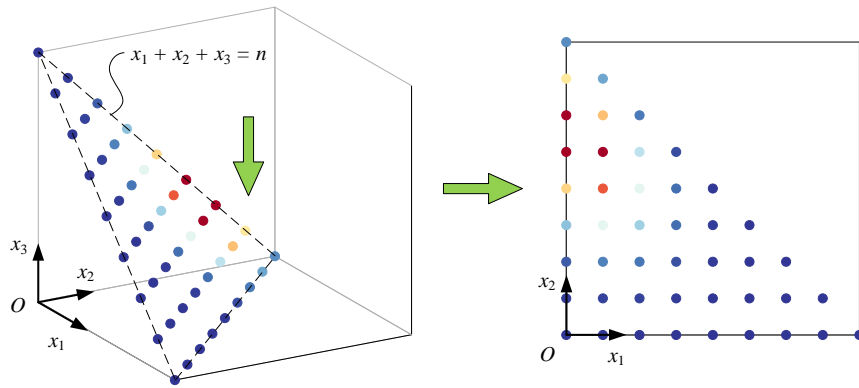 x₁ + x₂ + x₃ = n
x₃
x₂
O
x₁
x₂
O
x₁